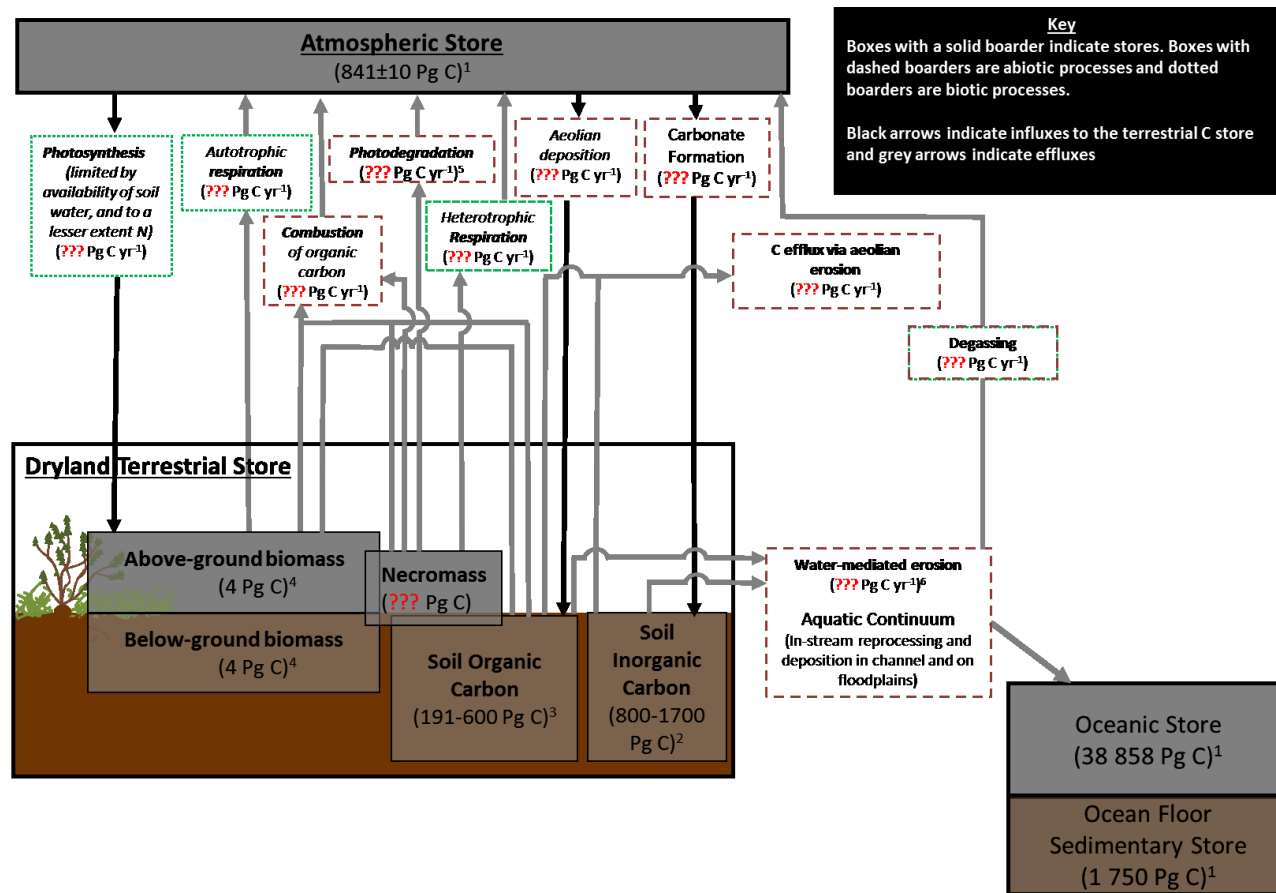 Atmospheric Store
(841±10 Pg C)¹
Key
Boxes with a solid boarder indicate stores. Boxes with
dashed boarders are abiotic processes and dotted
boarders are biotic processes.
Black arrows indicate influxes to the terrestrial C store
and grey arrows indicate effluxes
Photosynthesis
(limited by
availability of soil
water, and to a
lesser extent N)
(??? Pg C yr⁻¹)
Autotrophic
respiration
(??? Pg C yr⁻¹)
Combustion
of organic
carbon
(??? Pg C yr⁻¹)
Photodegradation
(??? Pg C yr⁻¹)⁵
Heterotrophic
Respiration
(??? Pg C yr⁻¹)
Aeolian
deposition
(??? Pg C yr⁻¹)
Carbonate
Formation
(??? Pg C yr⁻¹)
C efflux via aeolian
erosion
(??? Pg C yr⁻¹)
Degassing
(??? Pg C yr⁻¹)
Dryland Terrestrial Store
Above-ground biomass
(4 Pg C)⁴
Below-ground biomass
(4 Pg C)⁴
Necromass
(??? Pg C)
Soil Organic
Carbon
(191-600 Pg C)³
Soil
Inorganic
Carbon
(800-1700
Pg C)²
Water-mediated erosion
(??? Pg C yr⁻¹)⁶
Aquatic Continuum
(In-stream reprocessing and
deposition in channel and on
floodplains)
Oceanic Store
(38 858 Pg C)¹
Ocean Floor
Sedimentary Store
(1 750 Pg C)¹